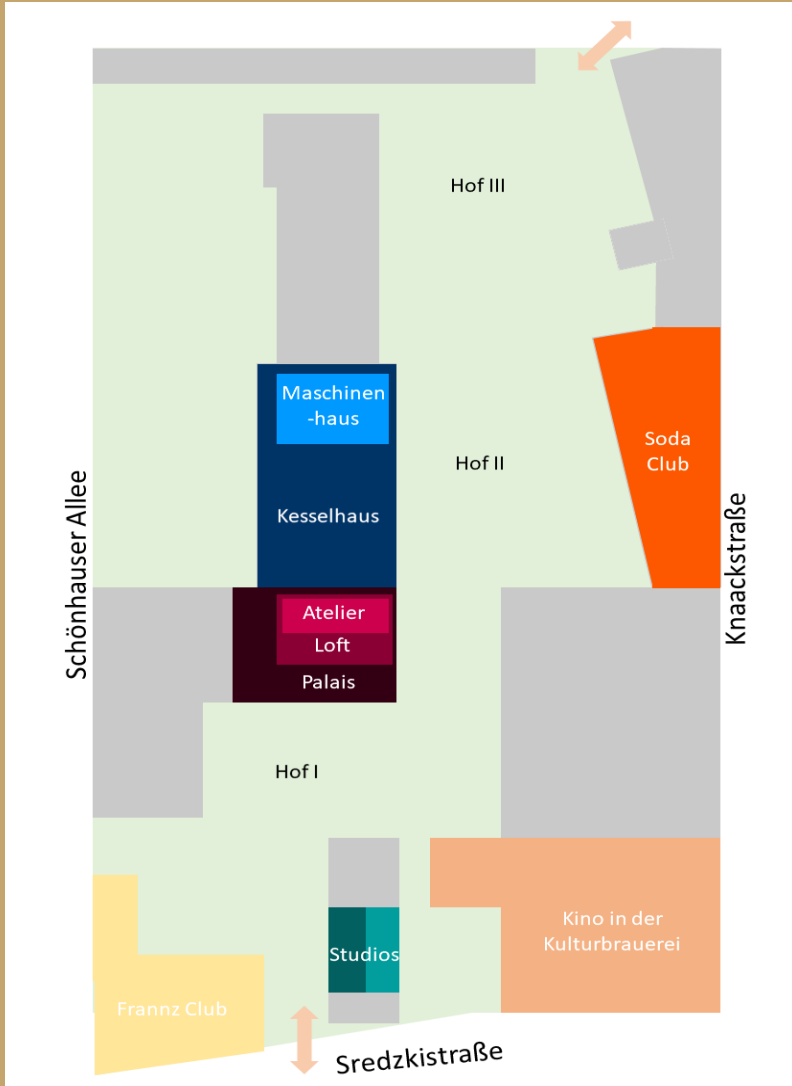 Hof III
Maschinen
-haus
Hof II
Soda
Club
Kesselhaus
Schönhauser Allee
Knaackstraße
Atelier
Loft
Palais
Hof I
Kino in der
Kulturbrauerei
Studios
Frannz Club
Sredzkistraße